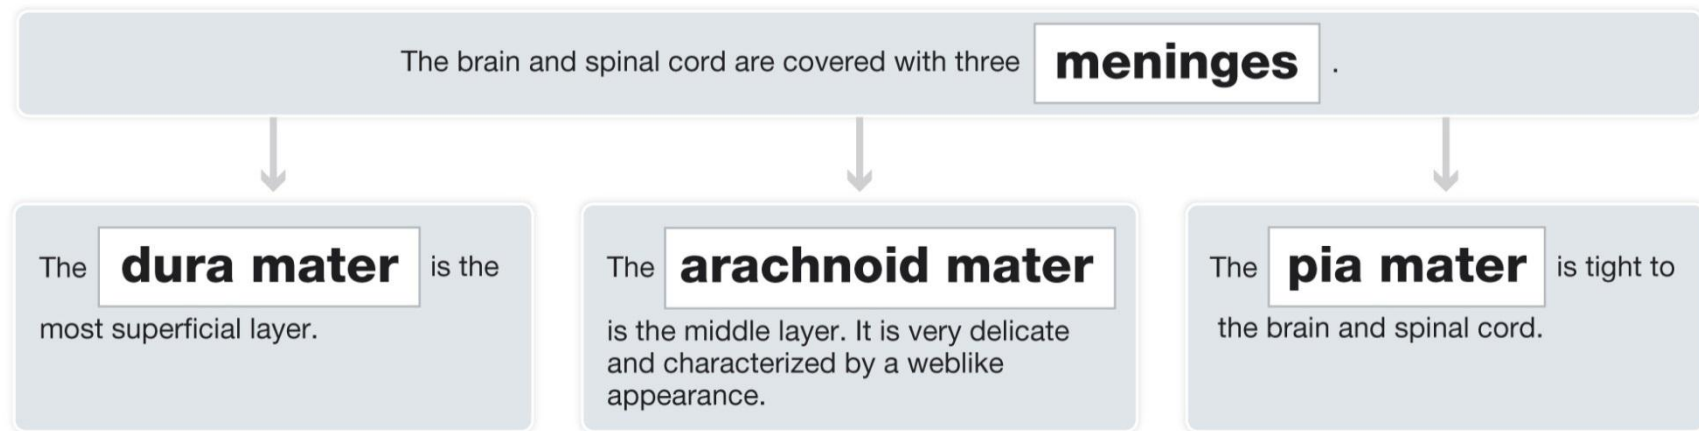 The brain and spinal cord are covered with three meninges .
The dura mater is the
most superficial layer.
The arachnoid mater
is the middle layer. It is very delicate
and characterized by a weblike
appearance.
The pia mater is tight to
the brain and spinal cord.